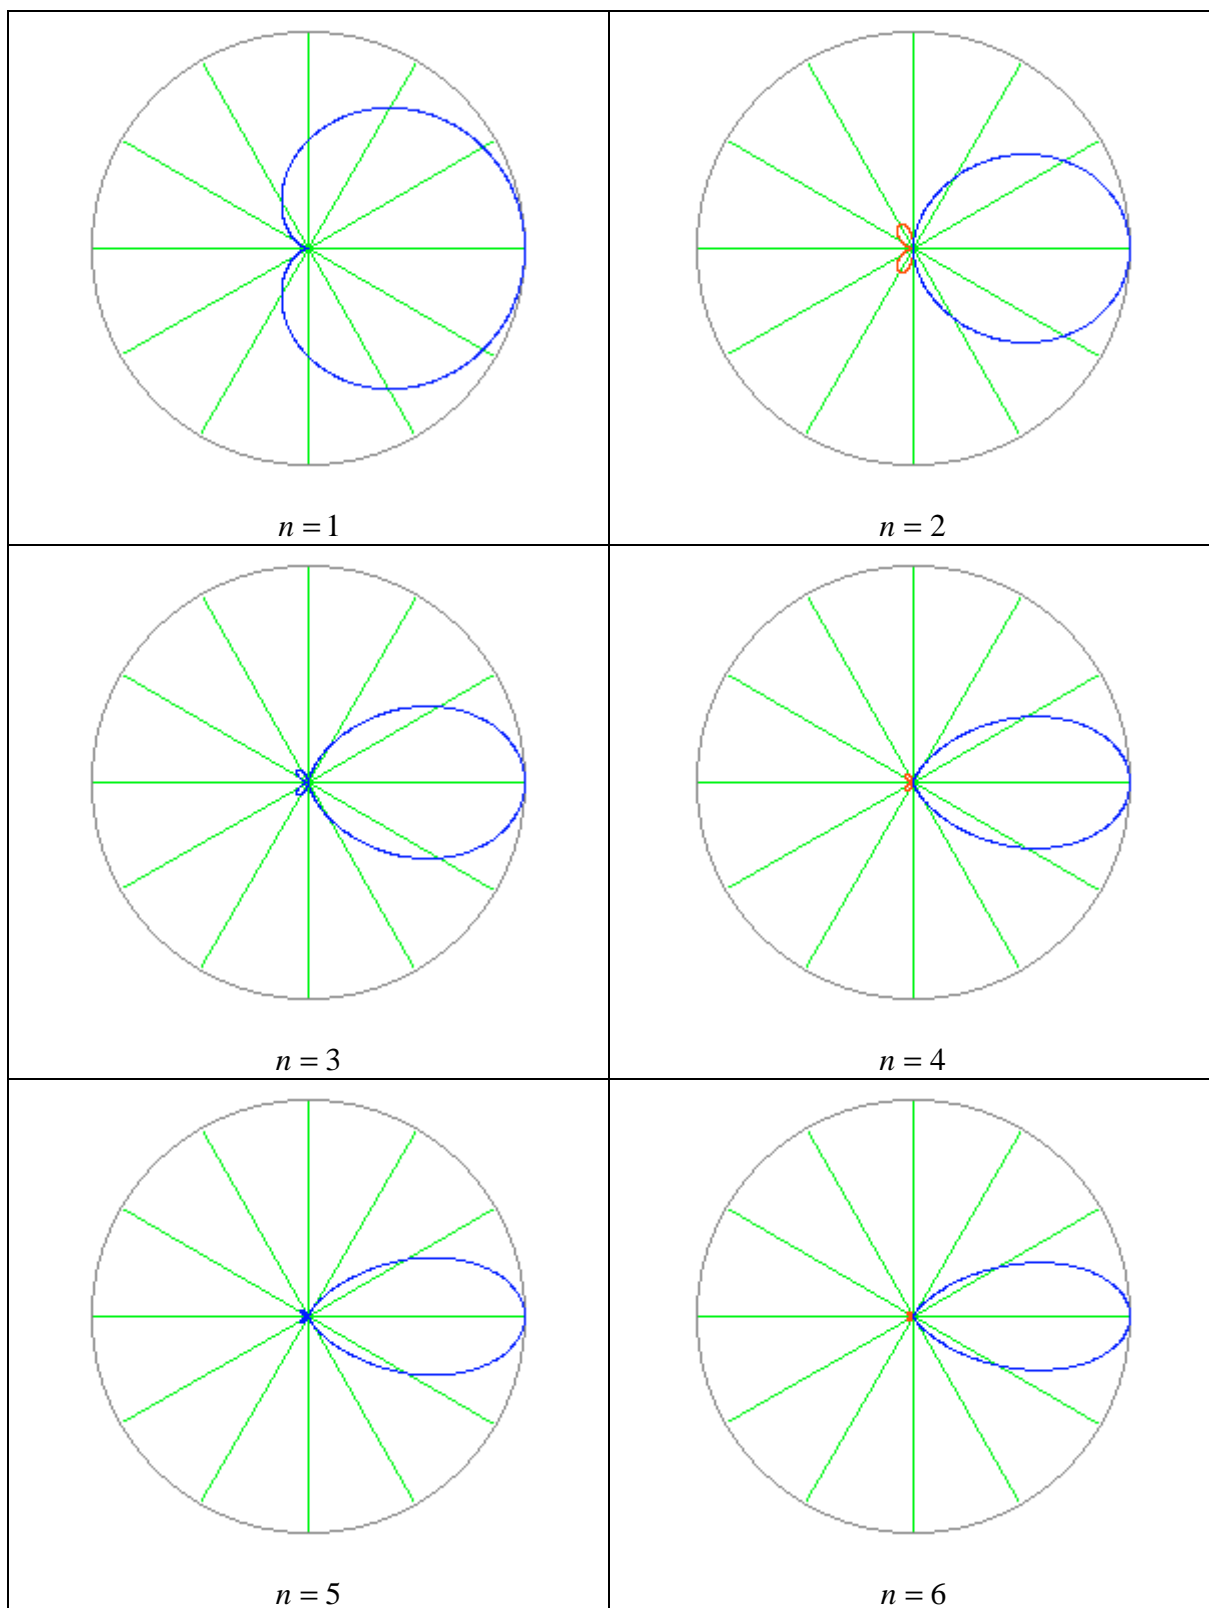 n = 1
n = 2
n = 3
n = 4
n = 5
n = 6